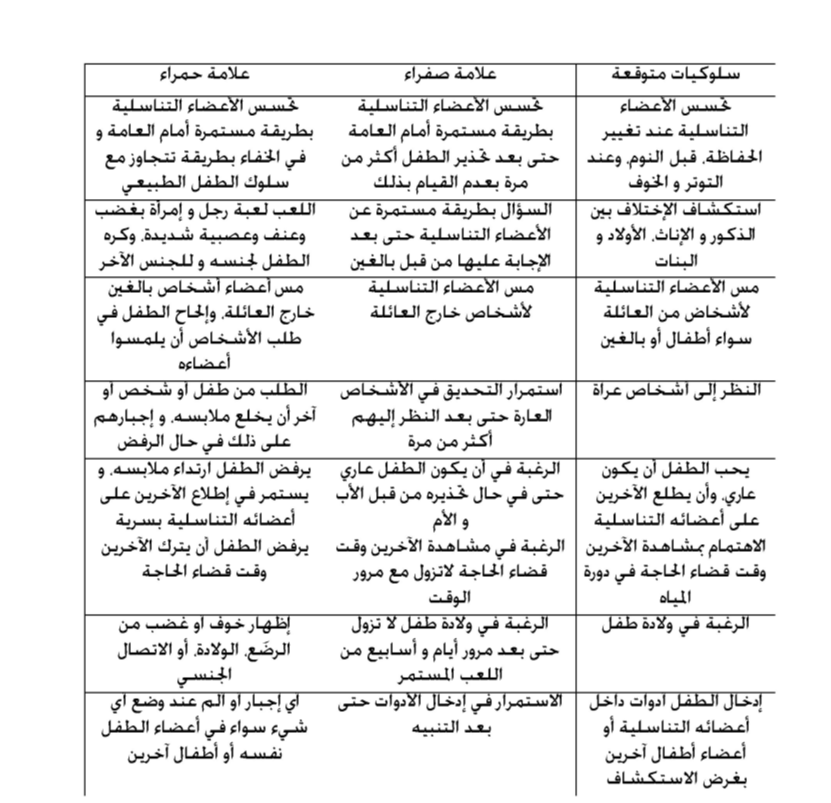 سلوكيات متوقعة
علامة صفراء
علامة حمراء
تحسس الأعضاء
التناسلية عند تغيير
الحفاظة، قبل النوم، وعند
التوتر و الخوف
تحسس الأعضاء التناسلية
بطريقة مستمرة أمام العامة
حتى بعد تحذير الطفل أكثر من
مرة بعدم القيام بذلك
تحسس الأعضاء التناسلية
بطريقة مستمرة أمام العامة و
في الخفاء بطريقة تتجاوز مع
سلوك الطفل الطبيعي
استكشاف الإختلاف بين
الذكور و الإناث، الأولاد و
البنات
السؤال بطريقة مستمرة عن
الأعضاء التناسلية حتى بعد
الإجابة عليها من قبل بالغين
اللعب لعبة رجل و إمرأة بغضب
وعنف وعصبية شديدة، وكره
الطفل لجنسه و للجنس الآخر
مس الأعضاء التناسلية
لأشخاض من العائلة
سواء أطفال أو بالغين
مس الأعضاء التناسلية
لأشخاص خارج العائلة
مس أعضاء أشخاص بالغين
خارج العائلة، وإلحاح الطفل في
طلب الأشخاص أن يلمسوا
أعضاءه
النظر إلى أشخاص عراة
استمرار التحديق في الأشخاص
العارة حتى بعد النظر إليهم
أكثر من مرة
الطلب من طفل أو شخص أو
آخر أن يخلع ملابسه، و إجبارهم
على ذلك في حال الرفض
يحب الطفل أن يكون
عاري، وأن يطلع الآخرين
على أعضائه التناسلية
الاهتمام بمشاهدة الآخرين
وقت قضاء الحاجة في دورة
المياه
الرغبة في أن يكون الطفل عاري
حتى في حال تحذيره من قبل الأب
و الأم
الرغبة في مشاهدة الآخرين وقت
قضاء الحاجة لاتزول مع مرور
الوقت
يرفض الطفل ارتداء ملابسه، و
يستمر في إطلاع الآخرين على
أعضائه التناسلية بسرية
يرفض الطفل أن يترك الآخرين
وقت قضاء الحاجة
الرغبة في ولادة طفل
الرغبة في ولادة طفل لا تزول
حتى بعد مرور أيام و أسابيع من
اللعب المستمر
إظهار خوف أو غضب من
الرضَع، الولادة، أو الاتصال
الجنسي
إدخال الطفل أدوات داخل
أعضائه التناسلية أو
أعضاء أطفال آخرين
بغرض الاستكشاف
الاستمرار في إدخال الأدوات حتى
بعد التنبيه
أي إجبار أو ألم عند وضع أي
شيء سواء في أعضاء الطفل
نفسه أو أطفال آخرين